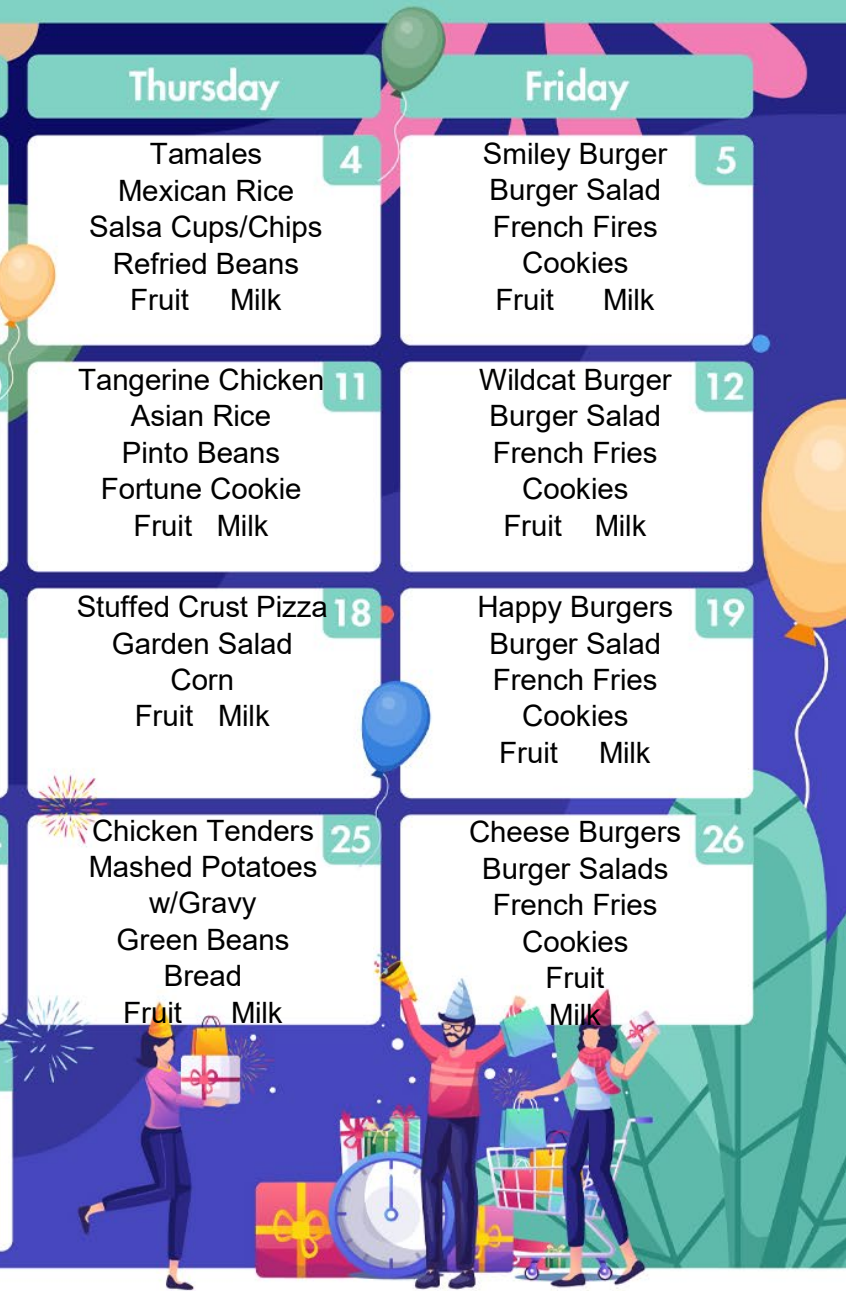 Thursday
Friday
Tamales
4
Mexican Rice
Salsa Cups/Chips
Refried Beans
Fruit Milk
Smiley Burger
5
Burger Salad
French Fires
Cookies
Fruit Milk
Tangerine Chicken
11
Asian Rice
Pinto Beans
Fortune Cookie
Fruit Milk
Wildcat Burger
12
Burger Salad
French Fries
Cookies
Fruit Milk
Stuffed Crust Pizza
18
Garden Salad
Corn
Fruit Milk
Happy Burgers
19
Burger Salad
French Fries
Cookies
Fruit Milk
Chicken Tenders
25
Mashed Potatoes
w/Gravy
Green Beans
Bread
Fruit Milk
Cheese Burgers
26
Burger Salads
French Fries
Cookies
Fruit
Milk